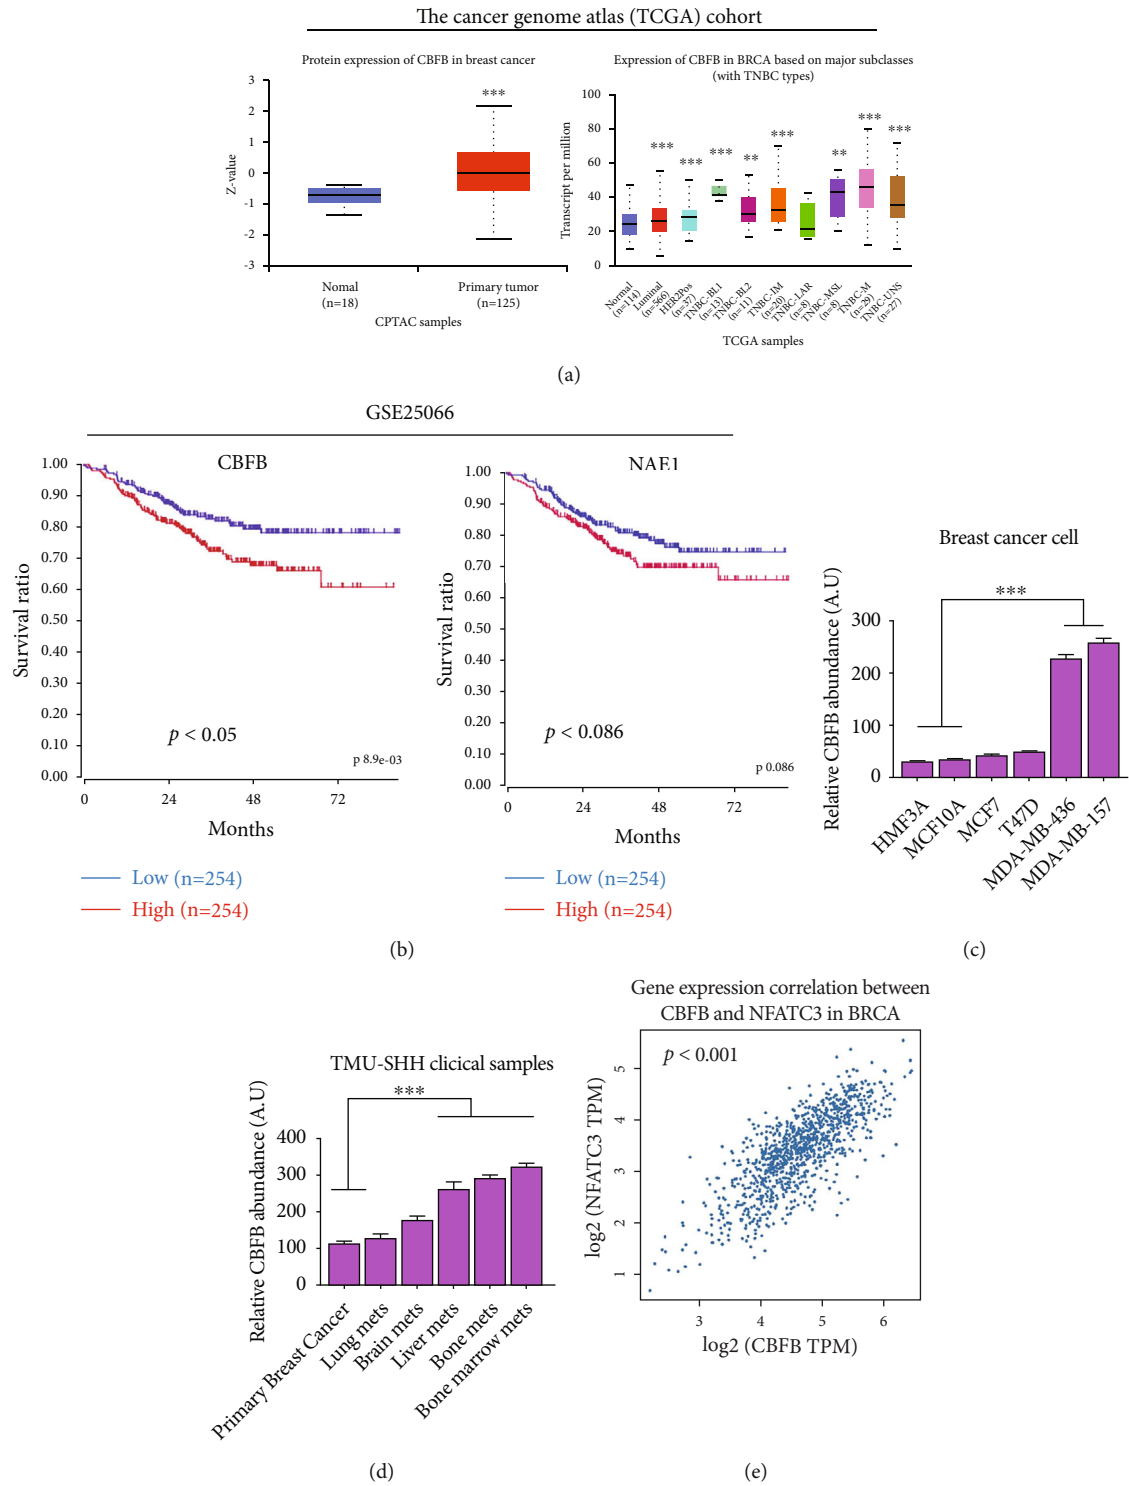 The cancer genome atlas (TCGA) cohort
Protein expression of CBFB in breast cancer
3
2
1
0
-1
-2
-3
Z-value
***
Nomal
(n=18)
Primary tumor
(n=125)
CPTAC samples
Expression of CBFB in BRCA based on major subclasses
(with TNBC types)
100
80
60
40
20
0
Transcript per million
***
***
***
**
***
**
***
***
Normal
(n=114)
Luminal
(n=566)
HER2Pos
(n=37)
TNBC-BL1
(n=13)
TNBC-BL2
(n=11)
TNBC-IM
(n=20)
TNBC-LAR
(n=8)
TNBC-MSL
(n=8)
TNBC-M
(n=29)
TNBC-UNS
(n=27)
TCGA samples
(a)
GSE25066
CBFB
1.00
0.90
0.80
0.70
0.60
0.50
0.40
0.30
0.20
0.10
0.00
Survival ratio
p < 0.05
p 8.9e-03
0 24 48 72
Months
Low (n=254)
High (n=254)
NAE1
1.00
0.90
0.80
0.70
0.60
0.50
0.40
0.30
0.20
0.10
0.00
Survival ratio
p < 0.086
p 0.086
0 24 48 72
Months
Low (n=254)
High (n=254)
(b)
Breast cancer cell
***
300
200
100
0
Relative CBFB abundance (A.U)
HMF3A
MCF10A
MCF7
T47D
MDA-MB-436
MDA-MB-157
(c)
TMU-SHH clicical samples
***
400
300
200
100
0
Relative CBFB abundance (A.U)
Primary Breast Cancer
Lung mets
Brain mets
Liver mets
Bone mets
Bone marrow mets
(d)
Gene expression correlation between
CBFB and NFATC3 in BRCA
p < 0.001
5
4
3
2
1
log2 (NFATC3 TPM)
3 4 5 6
log2 (CBFB TPM)
(e)